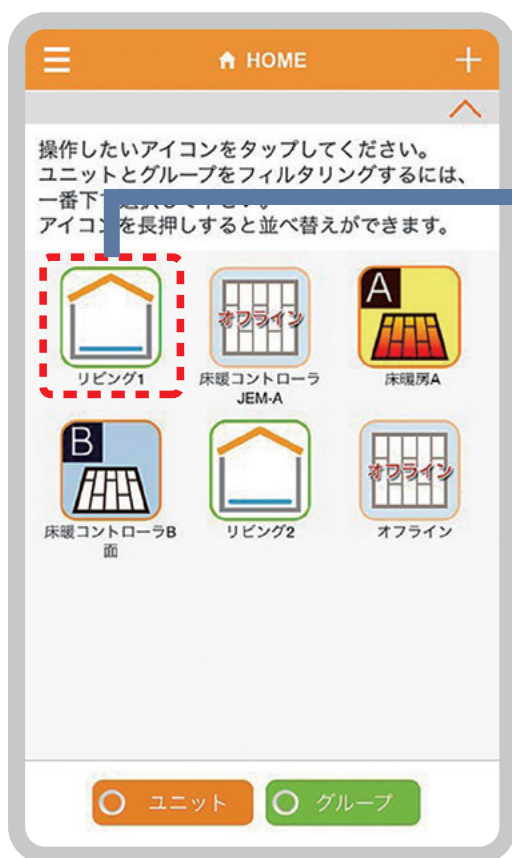 HOME
操作したいアイコンをタップしてください。
ユニットとグループをフィルタリングするには、
一番下
アイコンを長押しすると並べ替えができます。
オフライン
A
リビング1
床暖コントローラ
JEM-A
床暖房A
B
オフライン
床暖コントローラB
面
リビング2
オフライン
ユニット
グループ